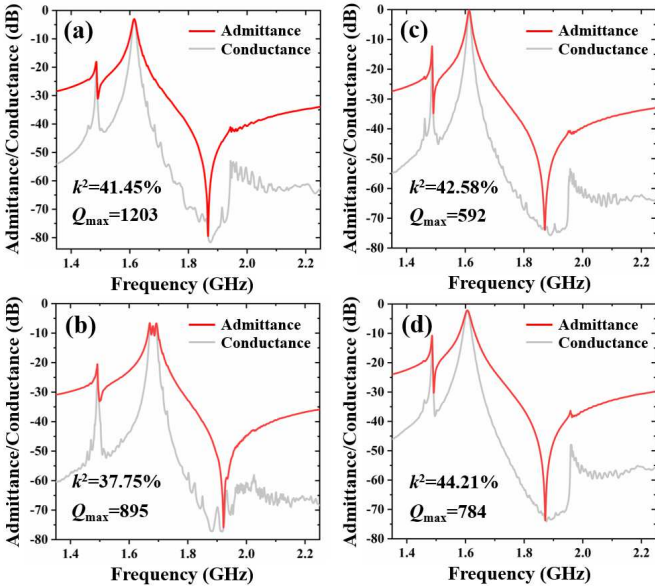 (a)
Admittance
Conductance
k²=41.45%
Qmax=1203
0
-10
-20
-30
-40
-50
-60
-70
-80
1.4 1.6 1.8 2.0 2.2
Frequency (GHz)
Admittance/Conductance (dB)
(c)
Admittance
Conductance
k²=42.58%
Qmax=592
0
-10
-20
-30
-40
-50
-60
-70
-80
1.4 1.6 1.8 2.0 2.2
Frequency (GHz)
Admittance/Conductance (dB)
(b)
Admittance
Conductance
k²=37.75%
Qmax=895
0
-10
-20
-30
-40
-50
-60
-70
-80
1.4 1.6 1.8 2.0 2.2
Frequency (GHz)
Admittance/Conductance (dB)
(d)
Admittance
Conductance
k²=44.21%
Qmax=784
0
-10
-20
-30
-40
-50
-60
-70
-80
1.4 1.6 1.8 2.0 2.2
Frequency (GHz)
Admittance/Conductance (dB)